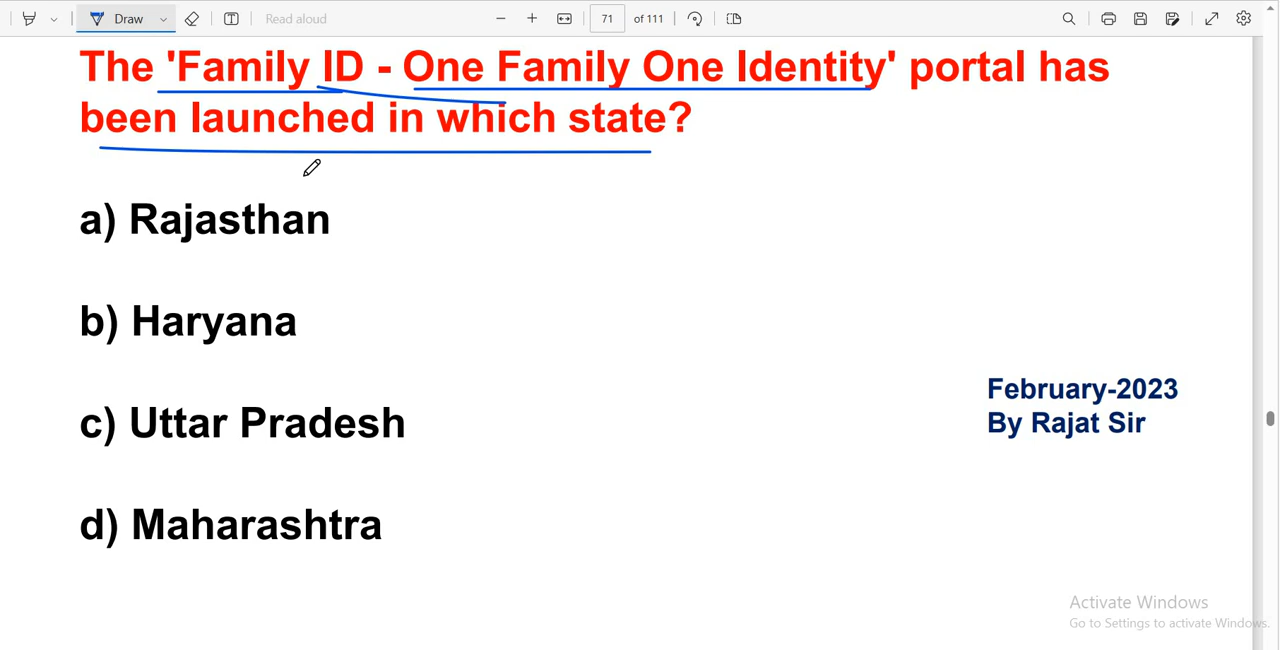 Draw
Read aloud
71 of 111
The 'Family ID - One Family One Identity' portal has
been launched in which state?
a) Rajasthan
b) Haryana
c) Uttar Pradesh
d) Maharashtra
February-2023
By Rajat Sir
Activate Windows
Go to Settings to activate Windows.